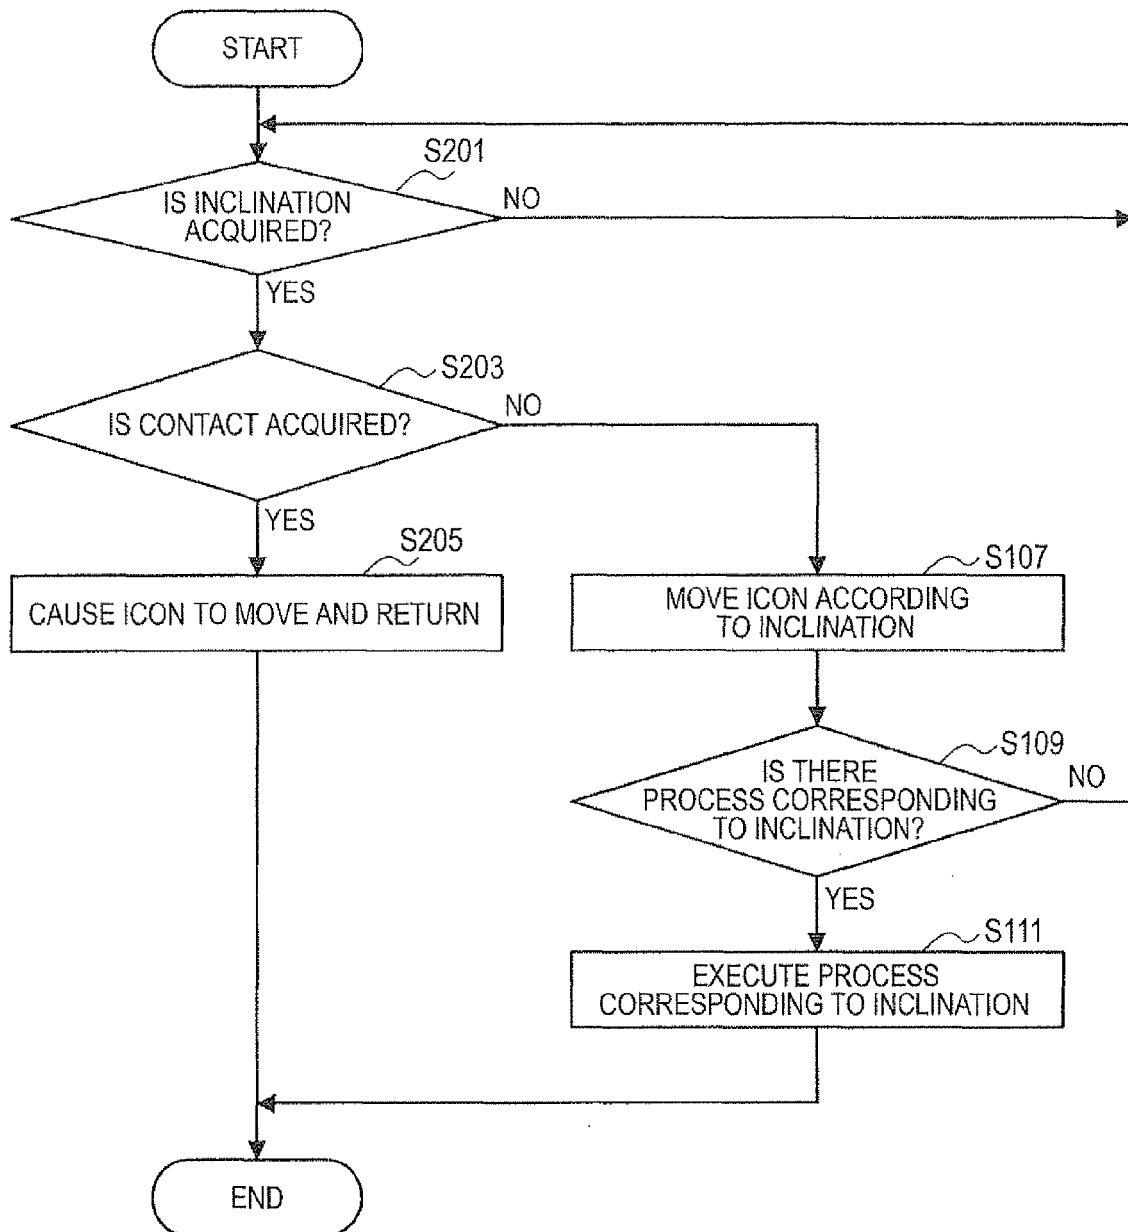 START
S201
IS INCLINATION
ACQUIRED?
NO
YES
S203
IS CONTACT ACQUIRED?
NO
YES
S205
CAUSE ICON TO MOVE AND RETURN
S107
MOVE ICON ACCORDING
TO INCLINATION
S109
IS THERE
PROCESS CORRESPONDING
TO INCLINATION?
NO
YES
S111
EXECUTE PROCESS
CORRESPONDING TO INCLINATION
END